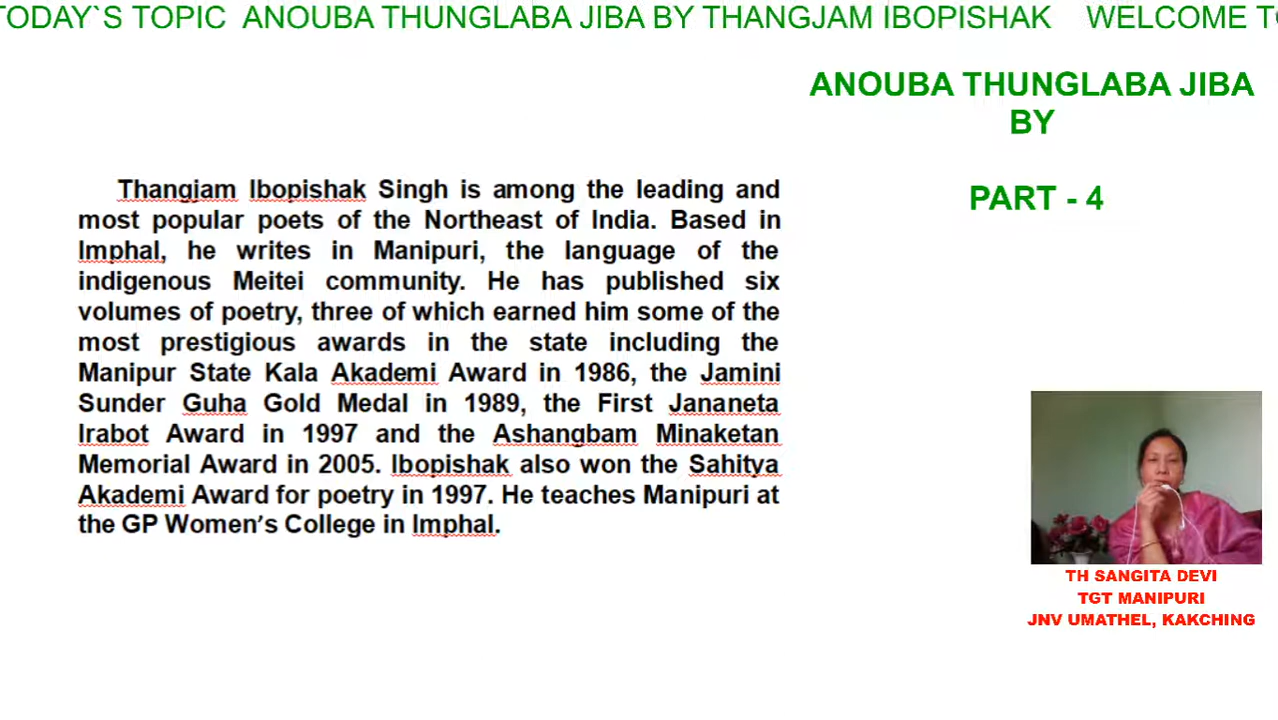 TODAY`S TOPIC ANOUBA THUNGLABA JIBA BY THANGJAM IBOPISHAK WELCOME TO
ANOUBA THUNGLABA JIBA
BY
PART - 4
Thangjam Ibopishak Singh is among the leading and
most popular poets of the Northeast of India. Based in
Imphal, he writes in Manipuri, the language of the
indigenous Meitei community. He has published six
volumes of poetry, three of which earned him some of the
most prestigious awards in the state including the
Manipur State Kala Akademi Award in 1986, the Jamini
Sunder Guha Gold Medal in 1989, the First Jananeta
Irabot Award in 1997 and the Ashangbam Minaketan
Memorial Award in 2005. Ibopishak also won the Sahitya
Akademi Award for poetry in 1997. He teaches Manipuri at
the GP Women’s College in Imphal.
TH SANGITA DEVI
TGT MANIPURI
JNV UMATHEL, KAKCHING